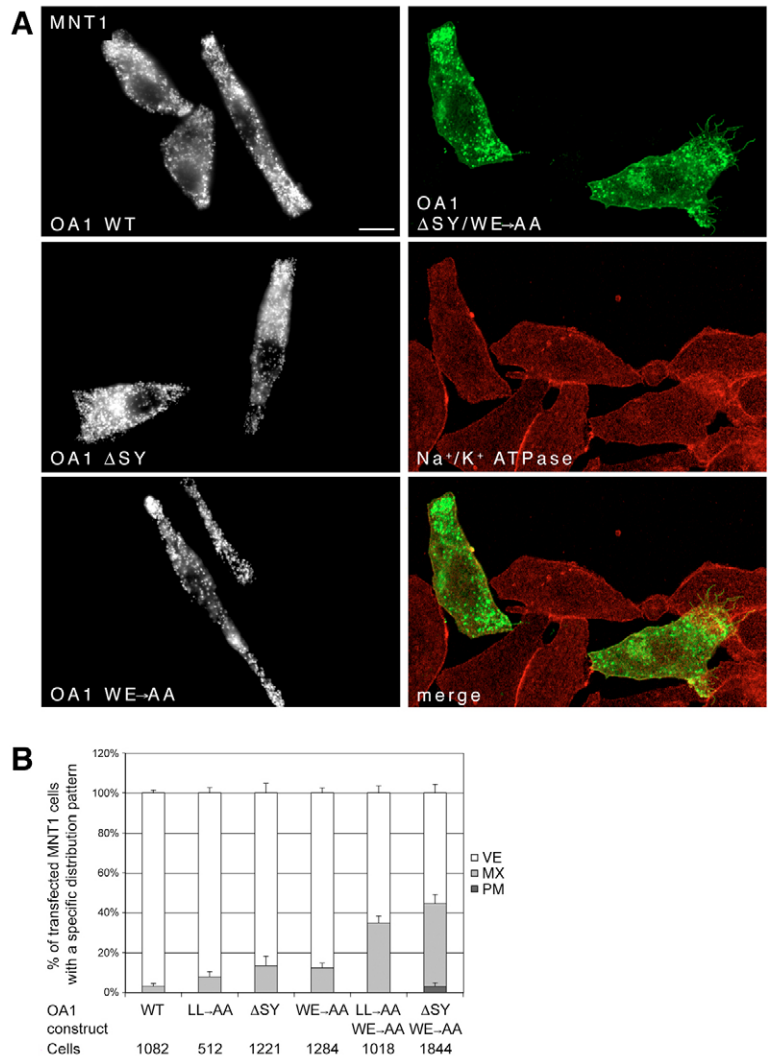 A
MNT1
OA1 WT
OA1
ΔSY/WE→AA
OA1 ΔSY
Na⁺/K⁺ ATPase
OA1 WE→AA
merge
B
% of transfected MNT1 cells
with a specific distribution pattern
120%
100%
80%
60%
40%
20%
0%
VE
MX
PM
OA1 WT LL→AA ΔSY WE→AA LL→AA ΔSY
construct WE→AA WE→AA
Cells 1082 512 1221 1284 1018 1844